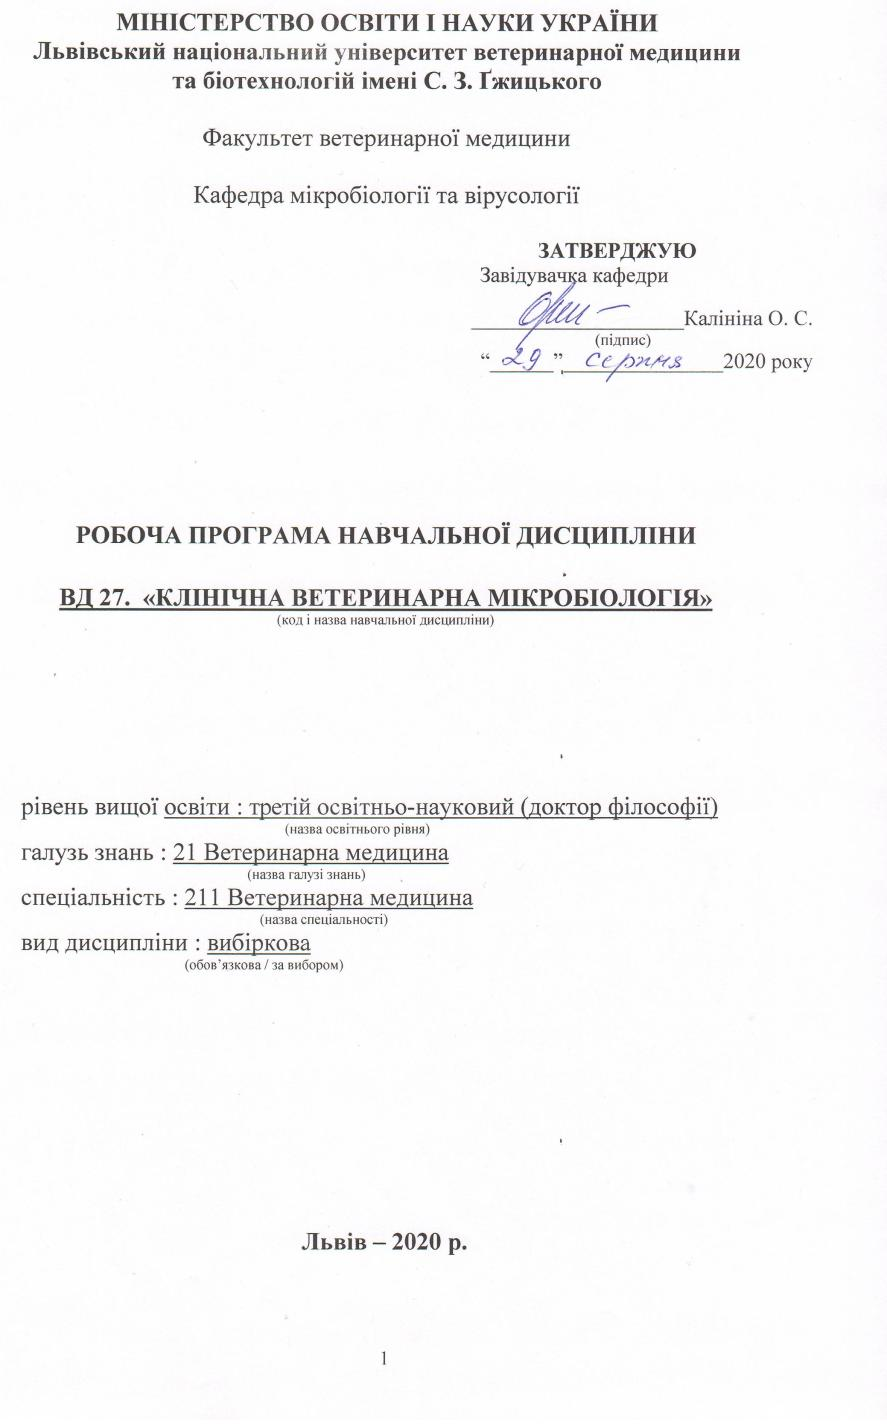 МІНІСТЕРСТВО ОСВІТИ І НАУКИ УКРАЇНИ
Львівський національний університет ветеринарної медицини
та біотехнологій імені С. З. Ґжицького
Факультет ветеринарної медицини
Кафедра мікробіології та вірусології
ЗАТВЕРДЖУЮ
Завідувачка кафедри
____________________Калініна О. С.
(підпис)
“ 29 ” серпня 2020 року
РОБОЧА ПРОГРАМА НАВЧАЛЬНОЇ ДИСЦИПЛІНИ
ВД 27. «КЛІНІЧНА ВЕТЕРИНАРНА МІКРОБІОЛОГІЯ»
(код і назва навчальної дисципліни)
рівень вищої освіти : третій освітньо-науковий (доктор філософії)
(назва освітнього рівня)
галузь знань : 21 Ветеринарна медицина
(назва галузі знань)
спеціальність : 211 Ветеринарна медицина
(назва спеціальності)
вид дисципліни : вибіркова
(обов’язкова / за вибором)
Львів – 2020 р.
1